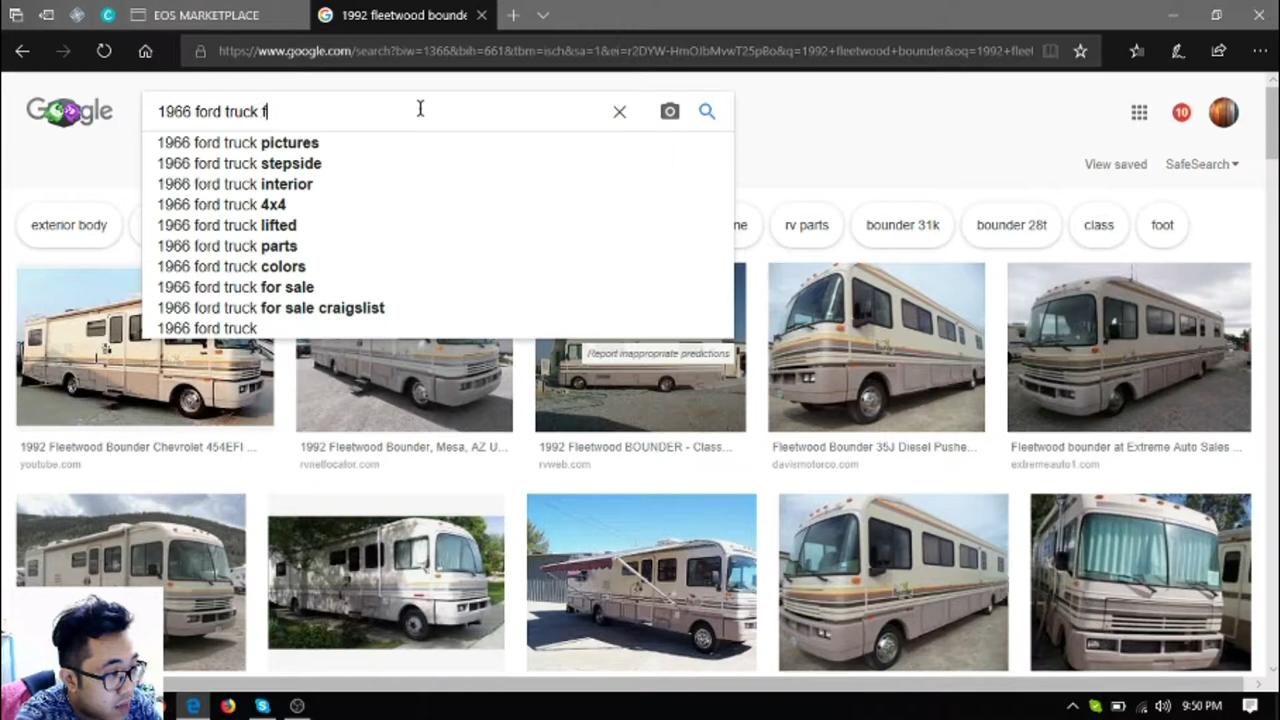 EOS MARKETPLACE
1992 fleetwood bounde
https://www.google.com/search?biw=1366&bih=661&tbm=isch&sa=1&ei=r2DYW-HmOJbMvwT25pBo&q=1992+fleetwood+bounder&oq=1992+fleet
Google
1966 ford truck f
10
View saved
SafeSearch
1966 ford truck pictures
1966 ford truck stepside
1966 ford truck interior
1966 ford truck 4x4
1966 ford truck lifted
1966 ford truck parts
1966 ford truck colors
1966 ford truck for sale
1966 ford truck for sale craigslist
1966 ford truck
Report inappropriate predictions
exterior body
ne
rv parts
bounder 31k
bounder 28t
class
foot
1992 Fleetwood Bounder Chevrolet 454EFI ...
youtube.com
1992 Fleetwood Bounder, Mesa, AZ U...
rvnetlocator.com
1992 Fleetwood BOUNDER - Class...
rvweb.com
Fleetwood Bounder 35J Diesel Pushe...
davismotorco.com
Fleetwood bounder at Extreme Auto Sales ...
extremeauto1.com
9:50 PM